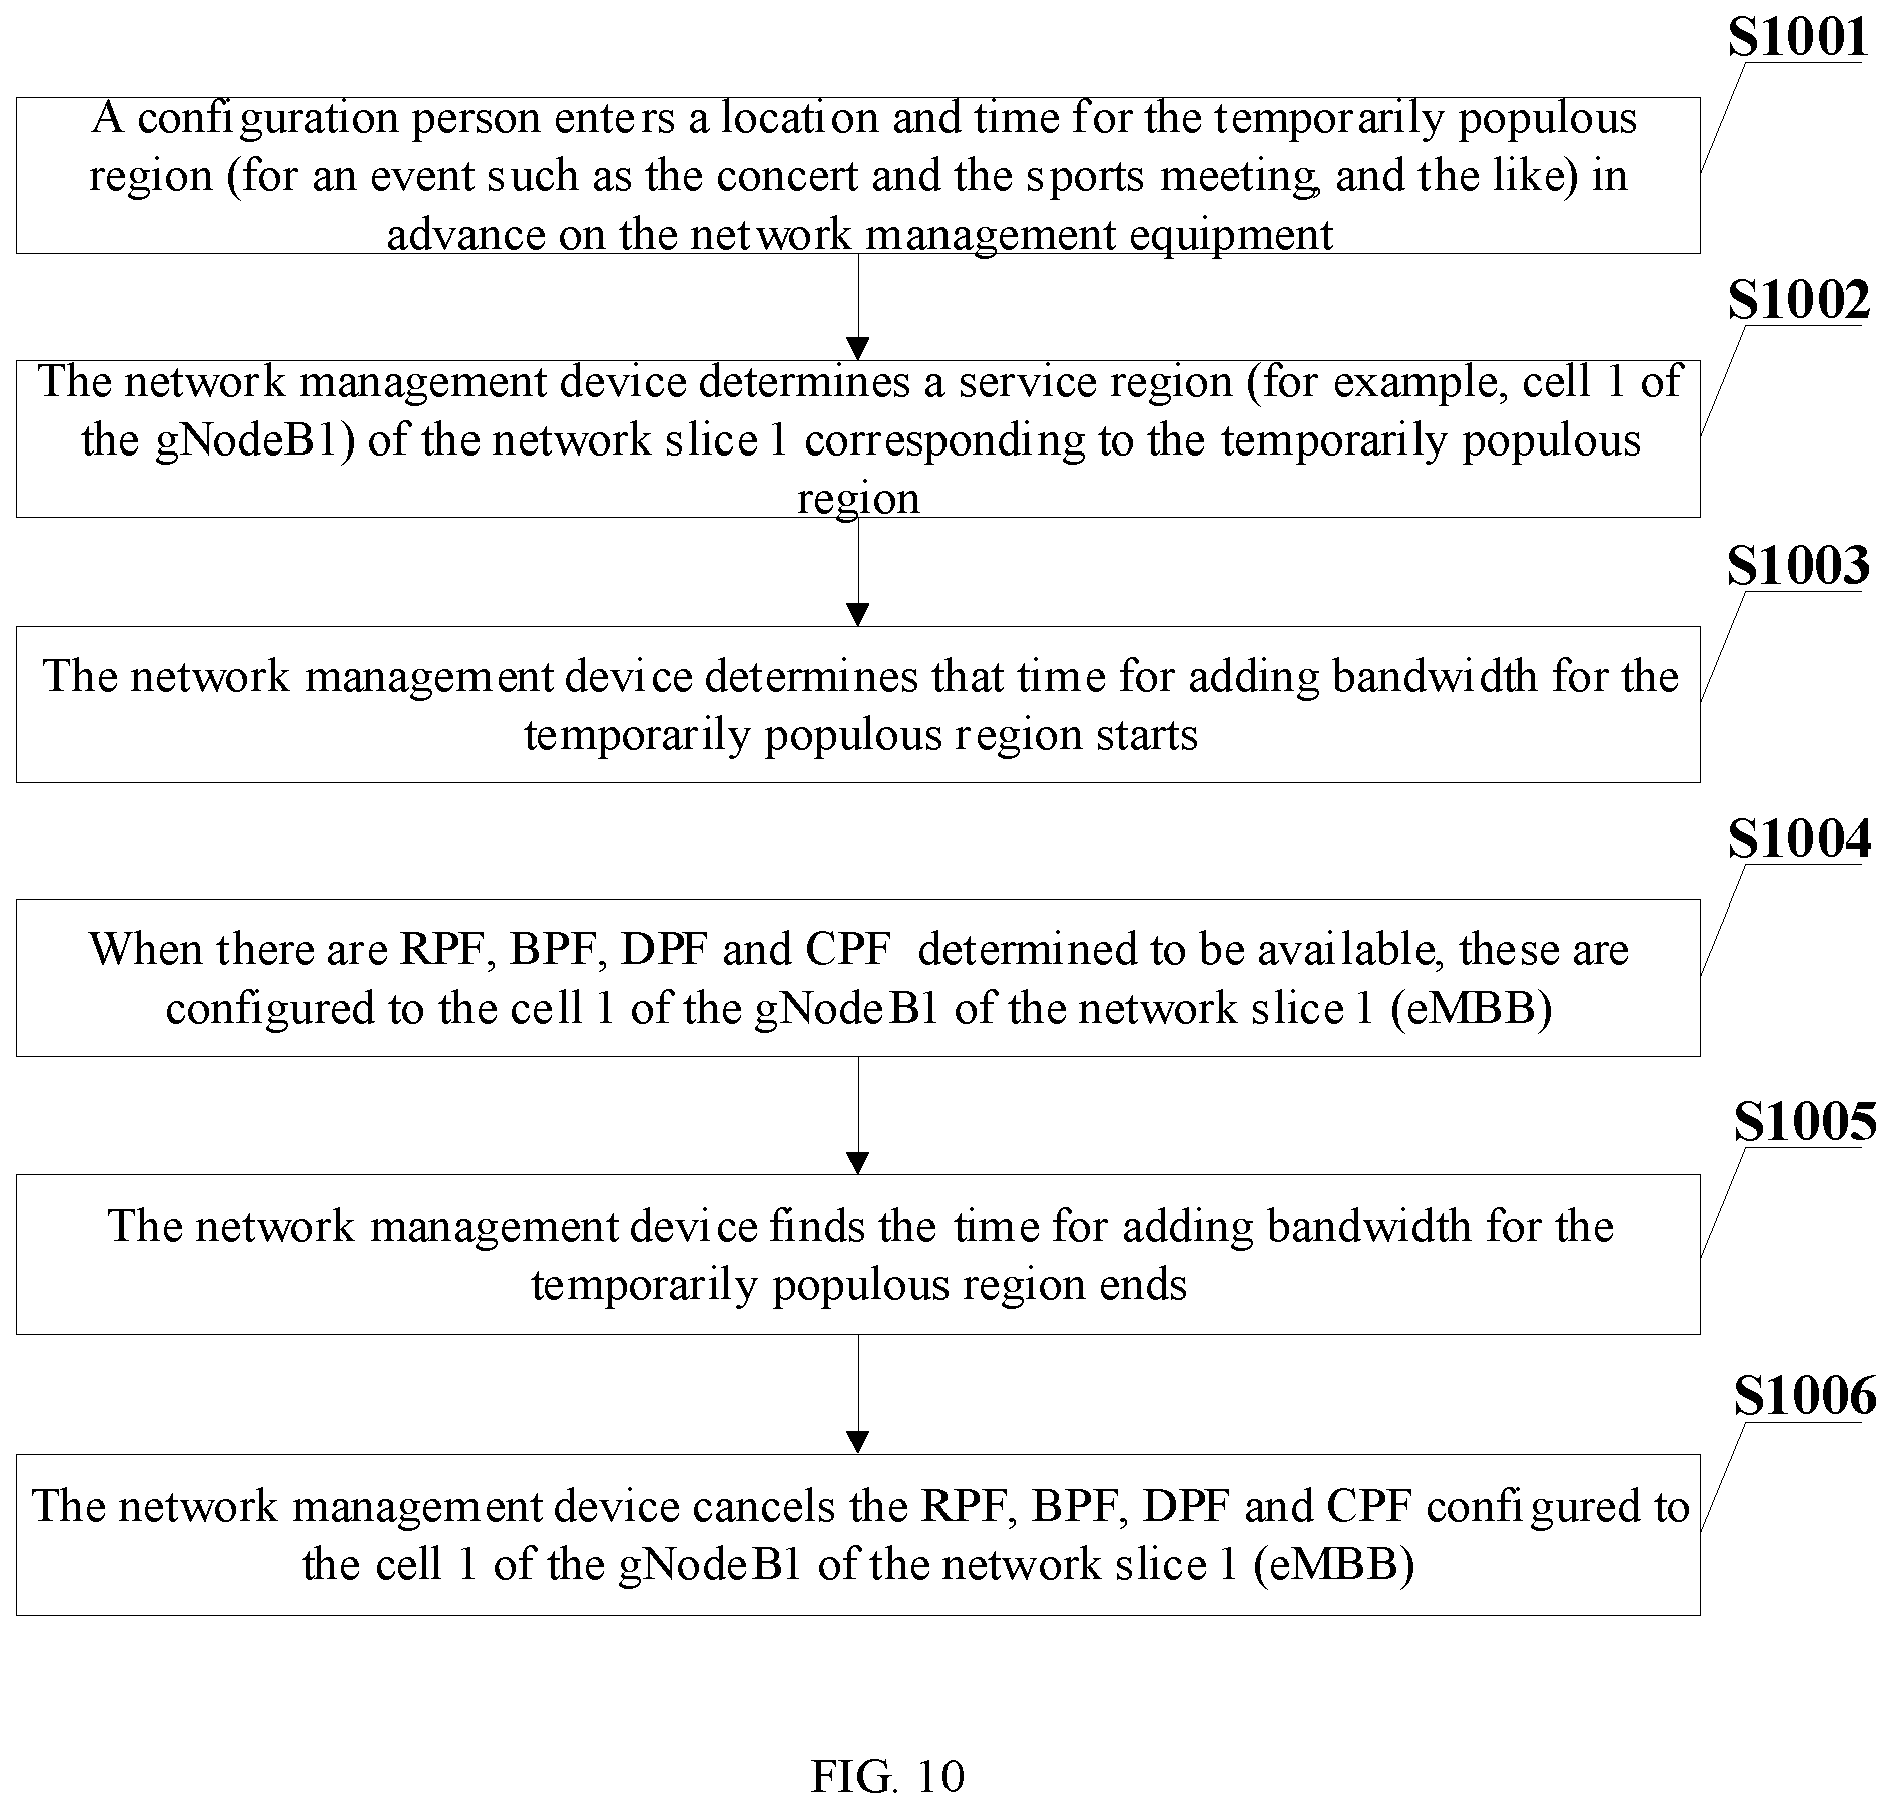 S1001
A configuration person enters a location and time for the temporarily populous
region (for an event such as the concert and the sports meeting, and the like) in
advance on the network management equipment
S1002
The network management device determines a service region (for example, cell 1 of
the gNodeB1) of the network slice 1 corresponding to the temporarily populous
region
S1003
The network management device determines that time for adding bandwidth for the
temporarily populous region starts
S1004
When there are RPF, BPF, DPF and CPF determined to be available, these are
configured to the cell 1 of the gNodeB1 of the network slice 1 (eMBB)
S1005
The network management device finds the time for adding bandwidth for the
temporarily populous region ends
S1006
The network management device cancels the RPF, BPF, DPF and CPF configured to
the cell 1 of the gNodeB1 of the network slice 1 (eMBB)
FIG. 10